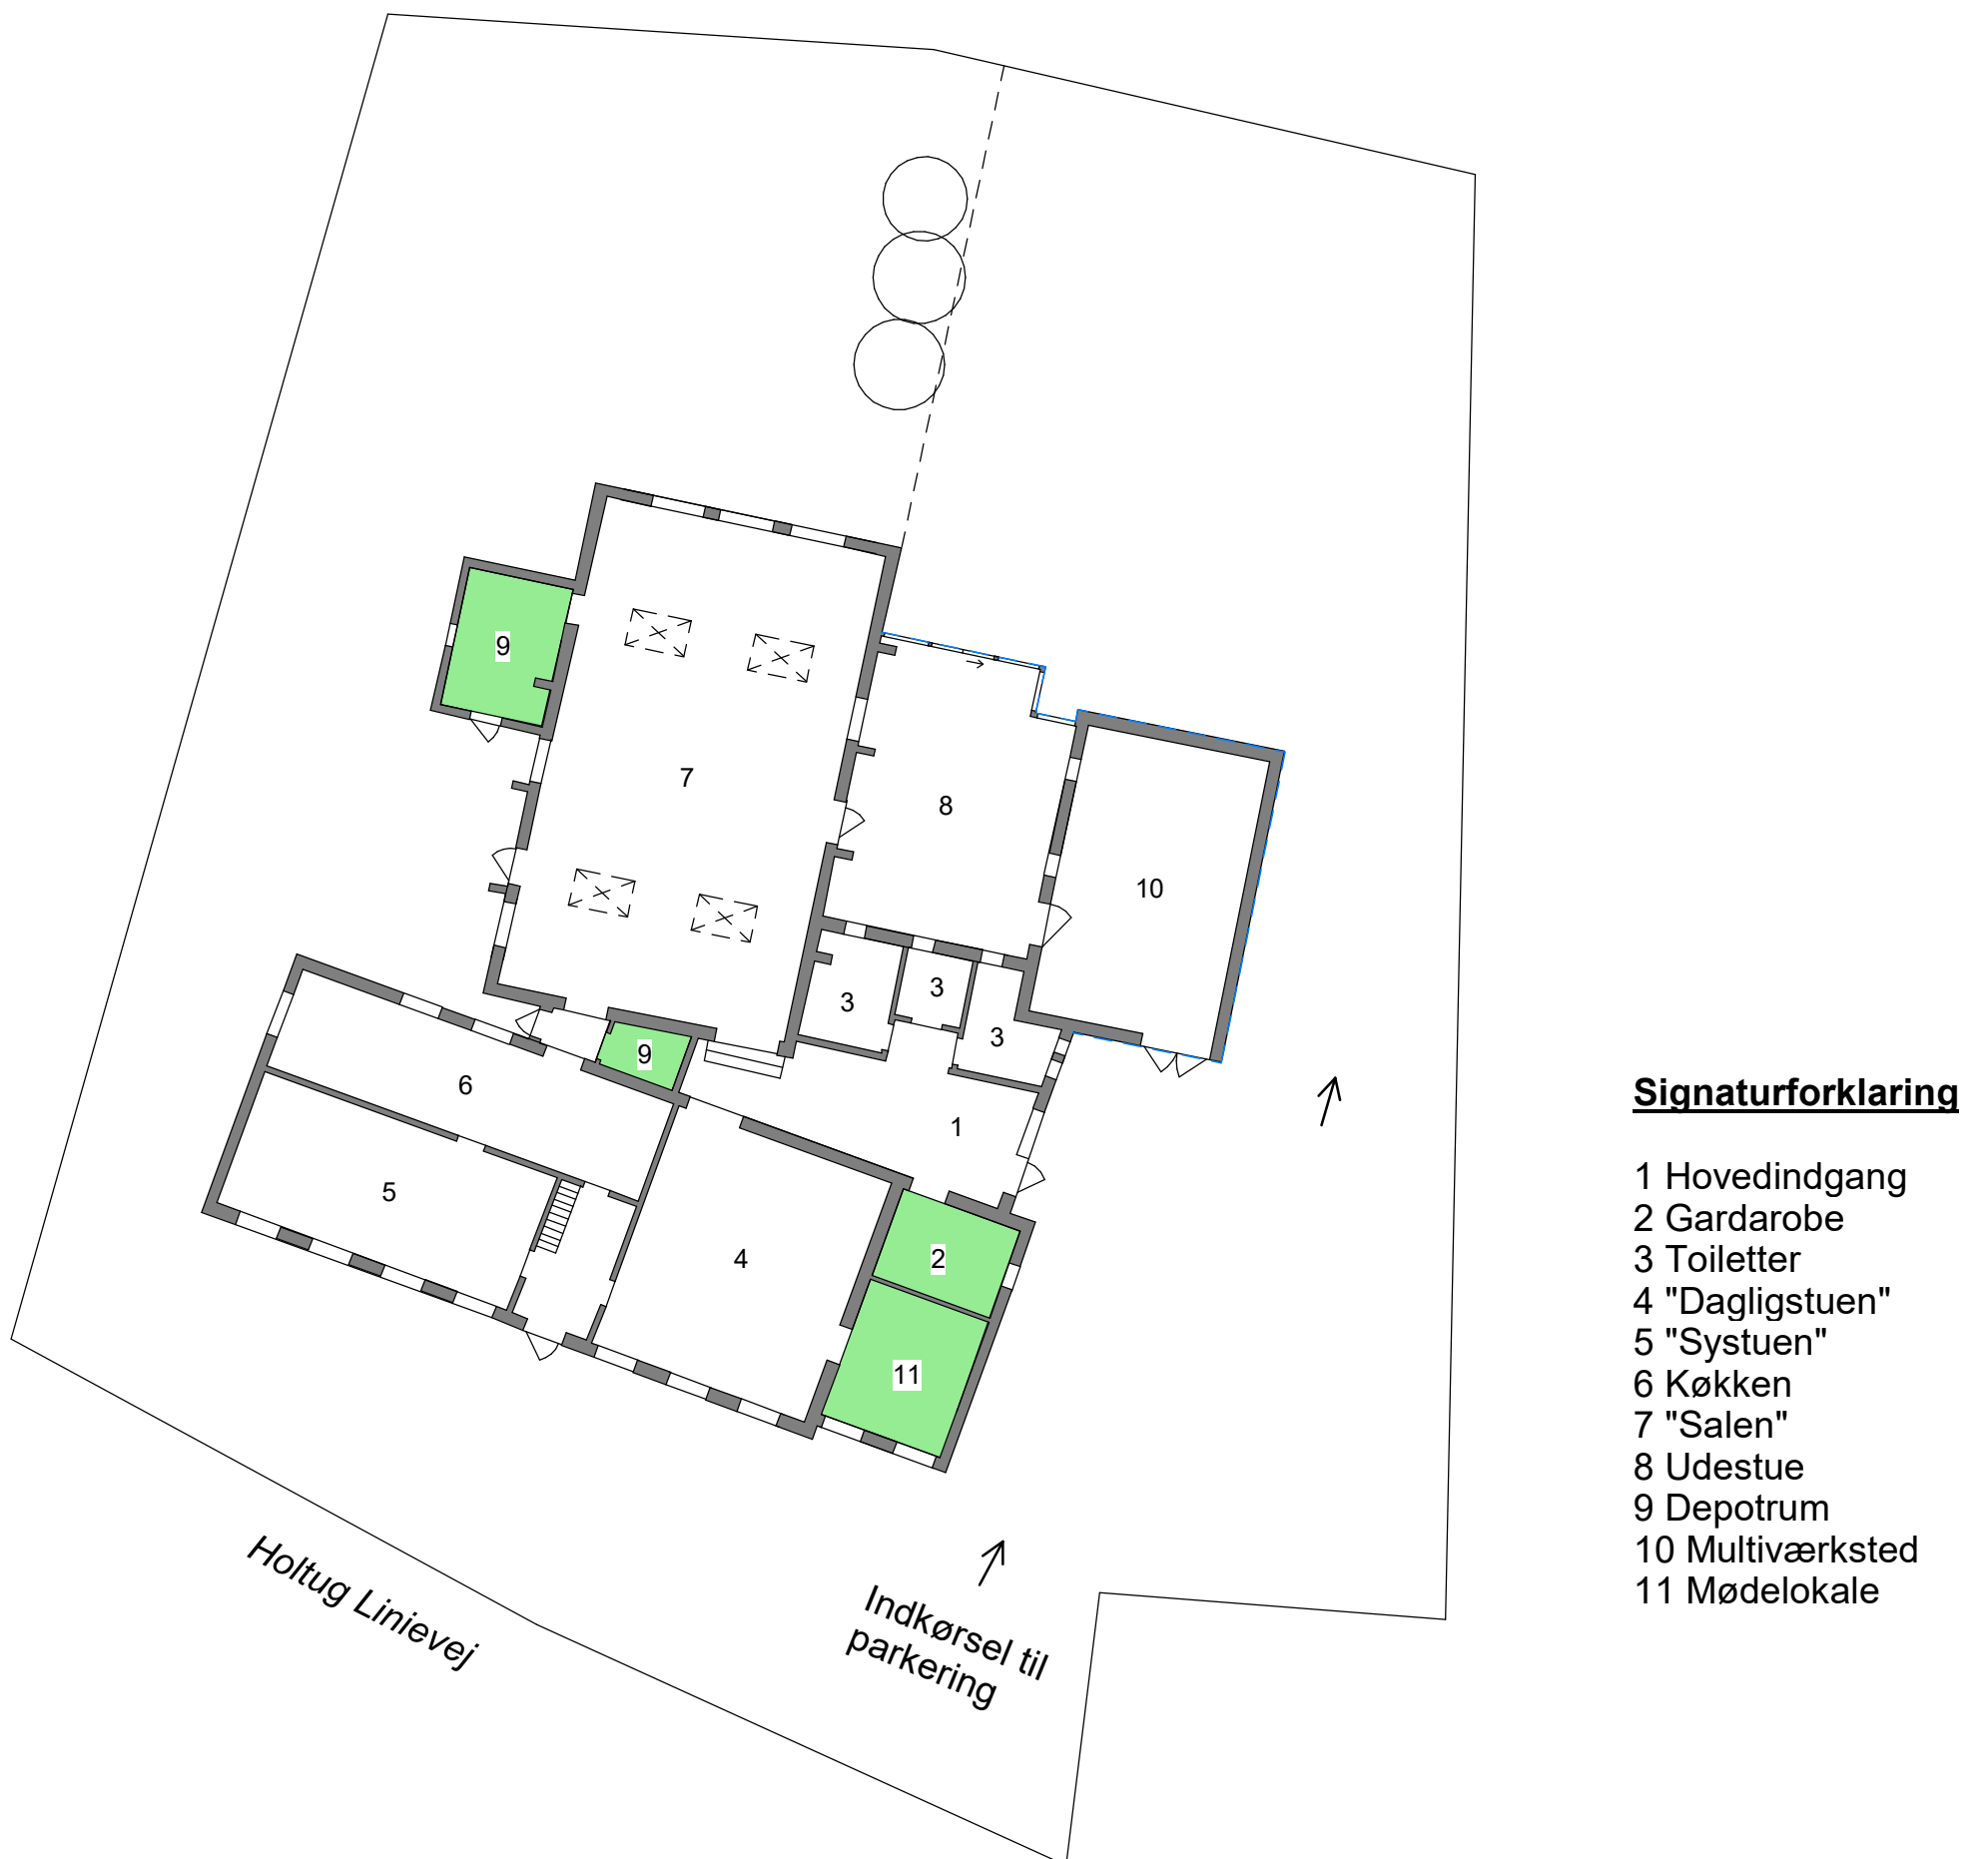 9
7
8
10
3
3
3
9
6
1
5
4
2
11
Signaturforklaring
1 Hovedindgang
2 Gardarobe
3 Toiletter
4 "Dagligstuen"
5 "Systuen"
6 Køkken
7 "Salen"
8 Udestue
9 Depotrum
10 Multiværksted
11 Mødelokale
Holtug Linievej
Indkørsel til
parkering